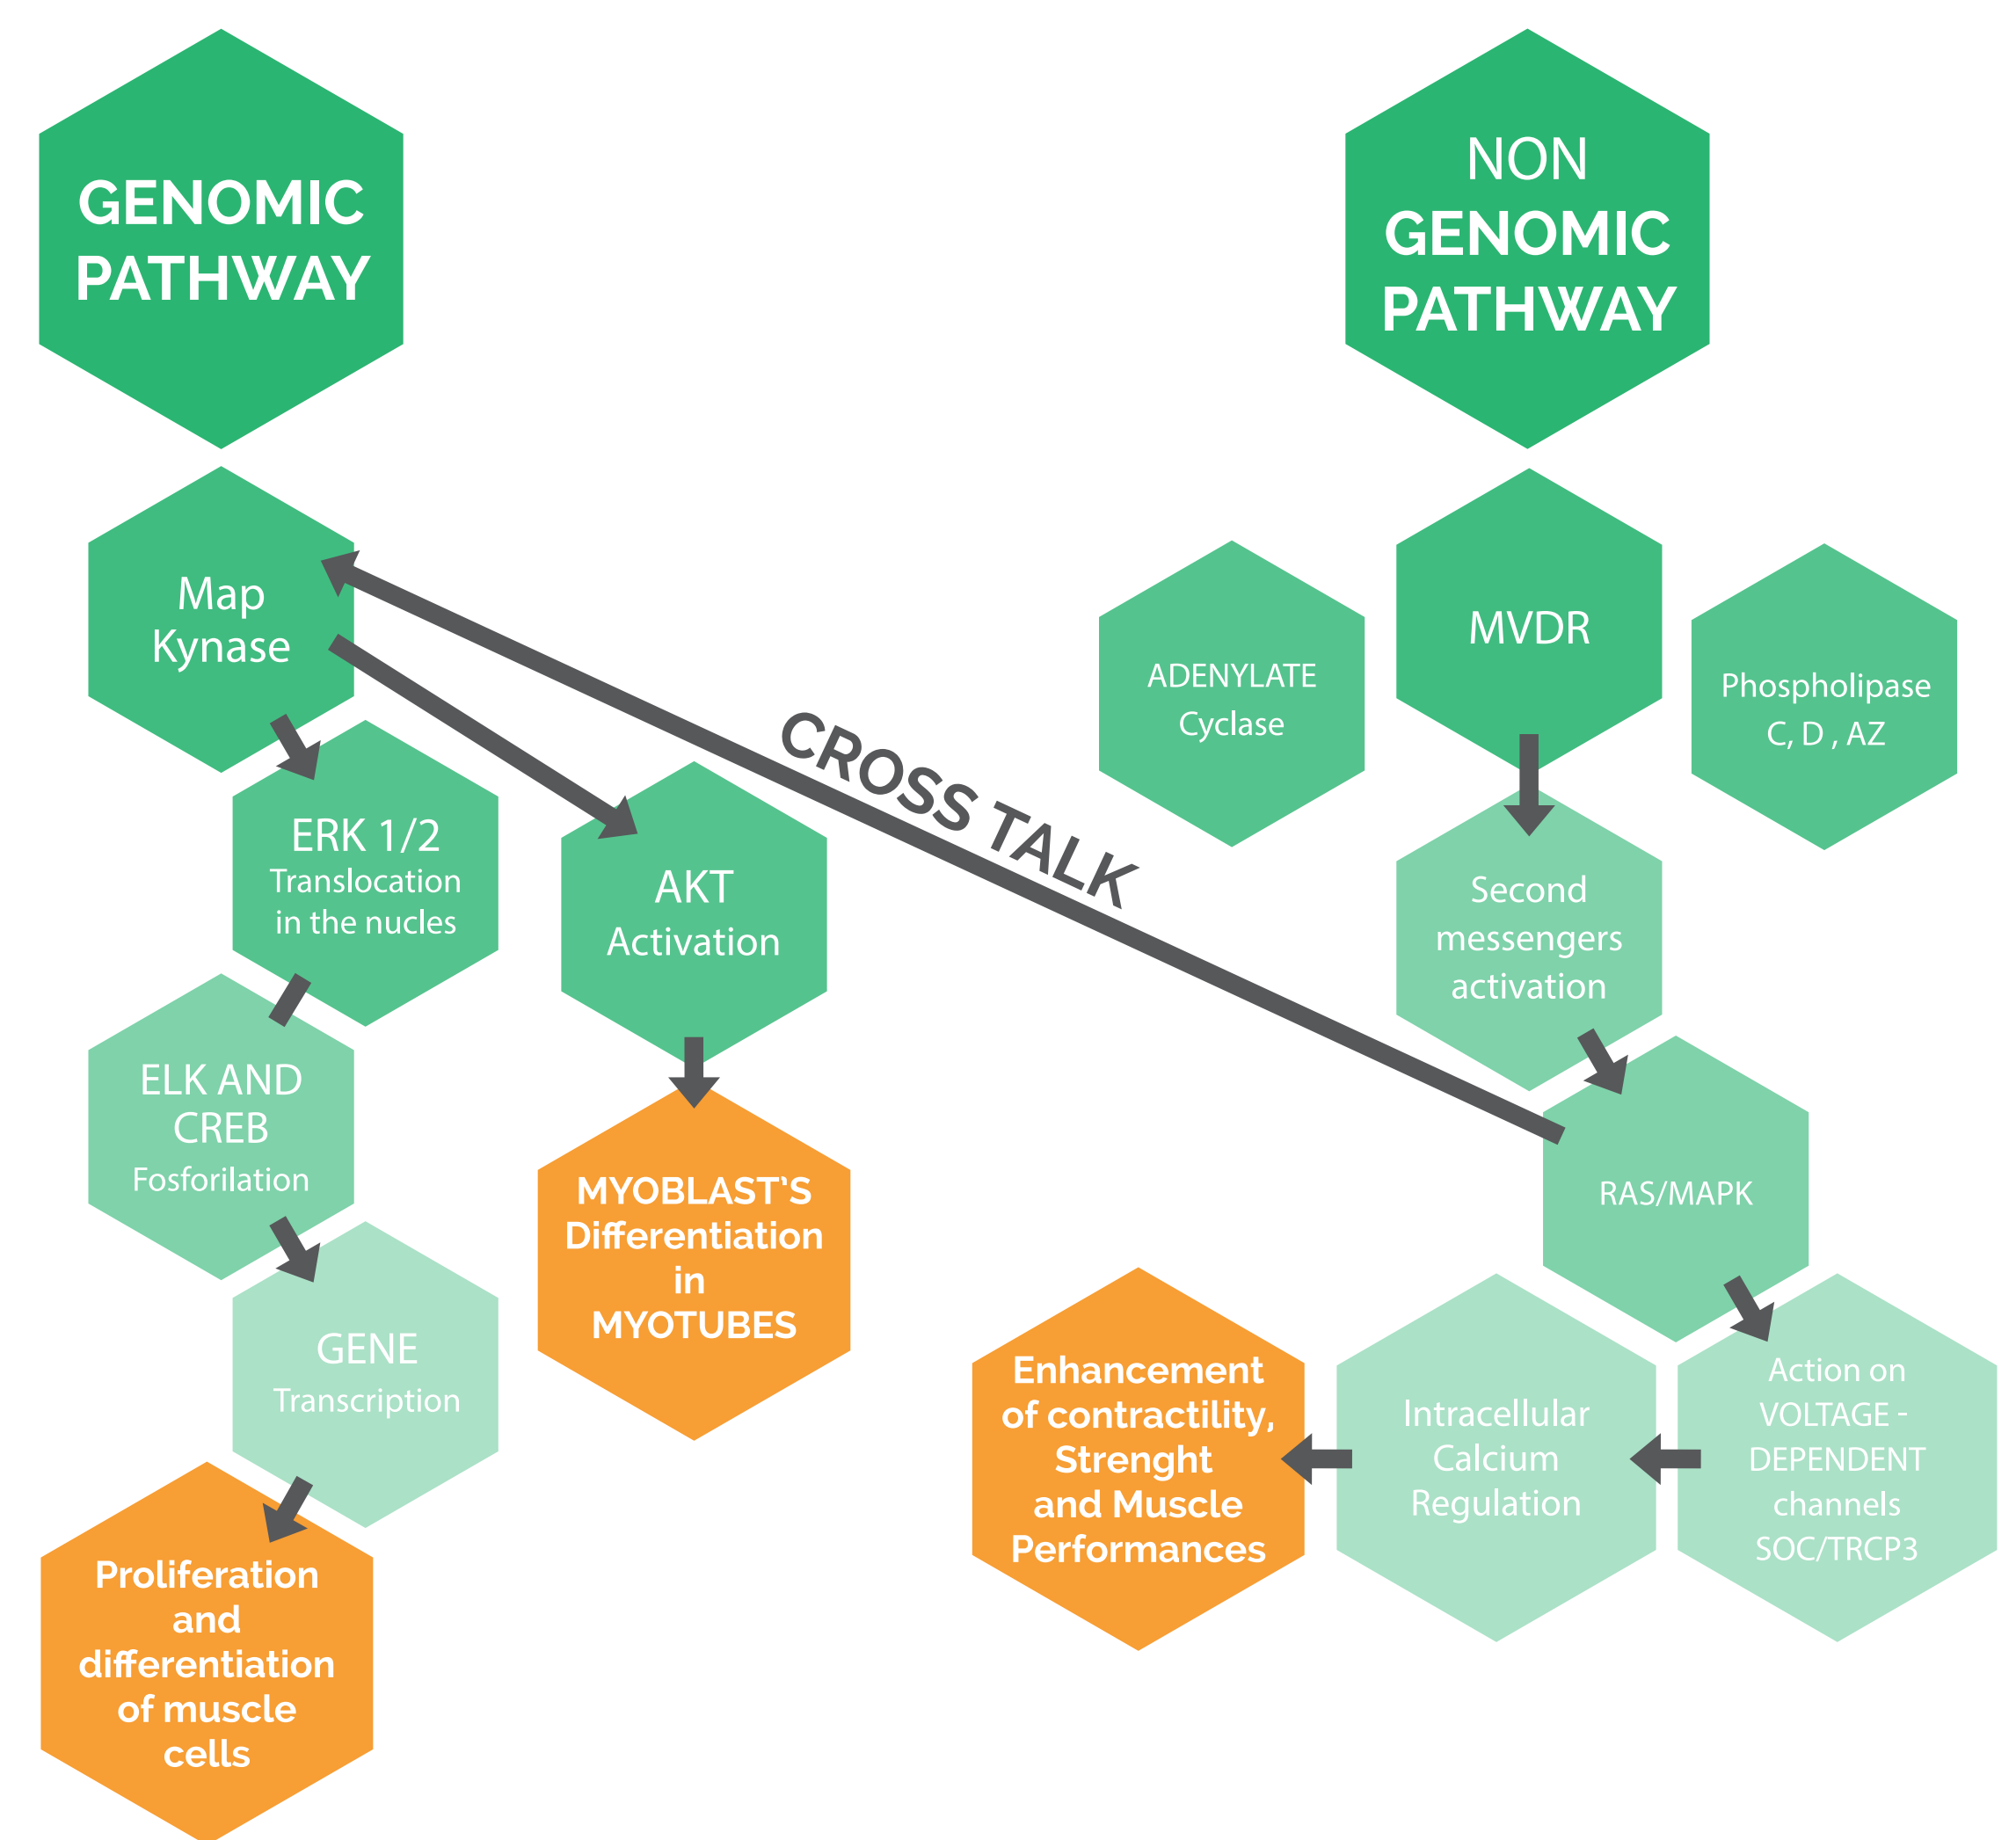 GENOMIC
PATHWAY
Map
Kynase
ERK 1/2
Translocation
in the nucles
ELK AND
CREB
Fosforilation
GENE
Transcription
Proliferation
and
differentiation
of muscle
cells
AKT
Activation
MYOBLAST'S
Differentiation
in
MYOTUBES
CROSS TALK
NON
GENOMIC
PATHWAY
ADENYLATE
Cyclase
MVDR
Phospholipase
C, D , AZ
Second
messengers
activation
RAS/MAPK
Action on
VOLTAGE -
DEPENDENT
channels
SOC/TRCP3
Intracellular
Calcium
Regulation
Enhancement
of contractility,
Strenght
and Muscle
Performances